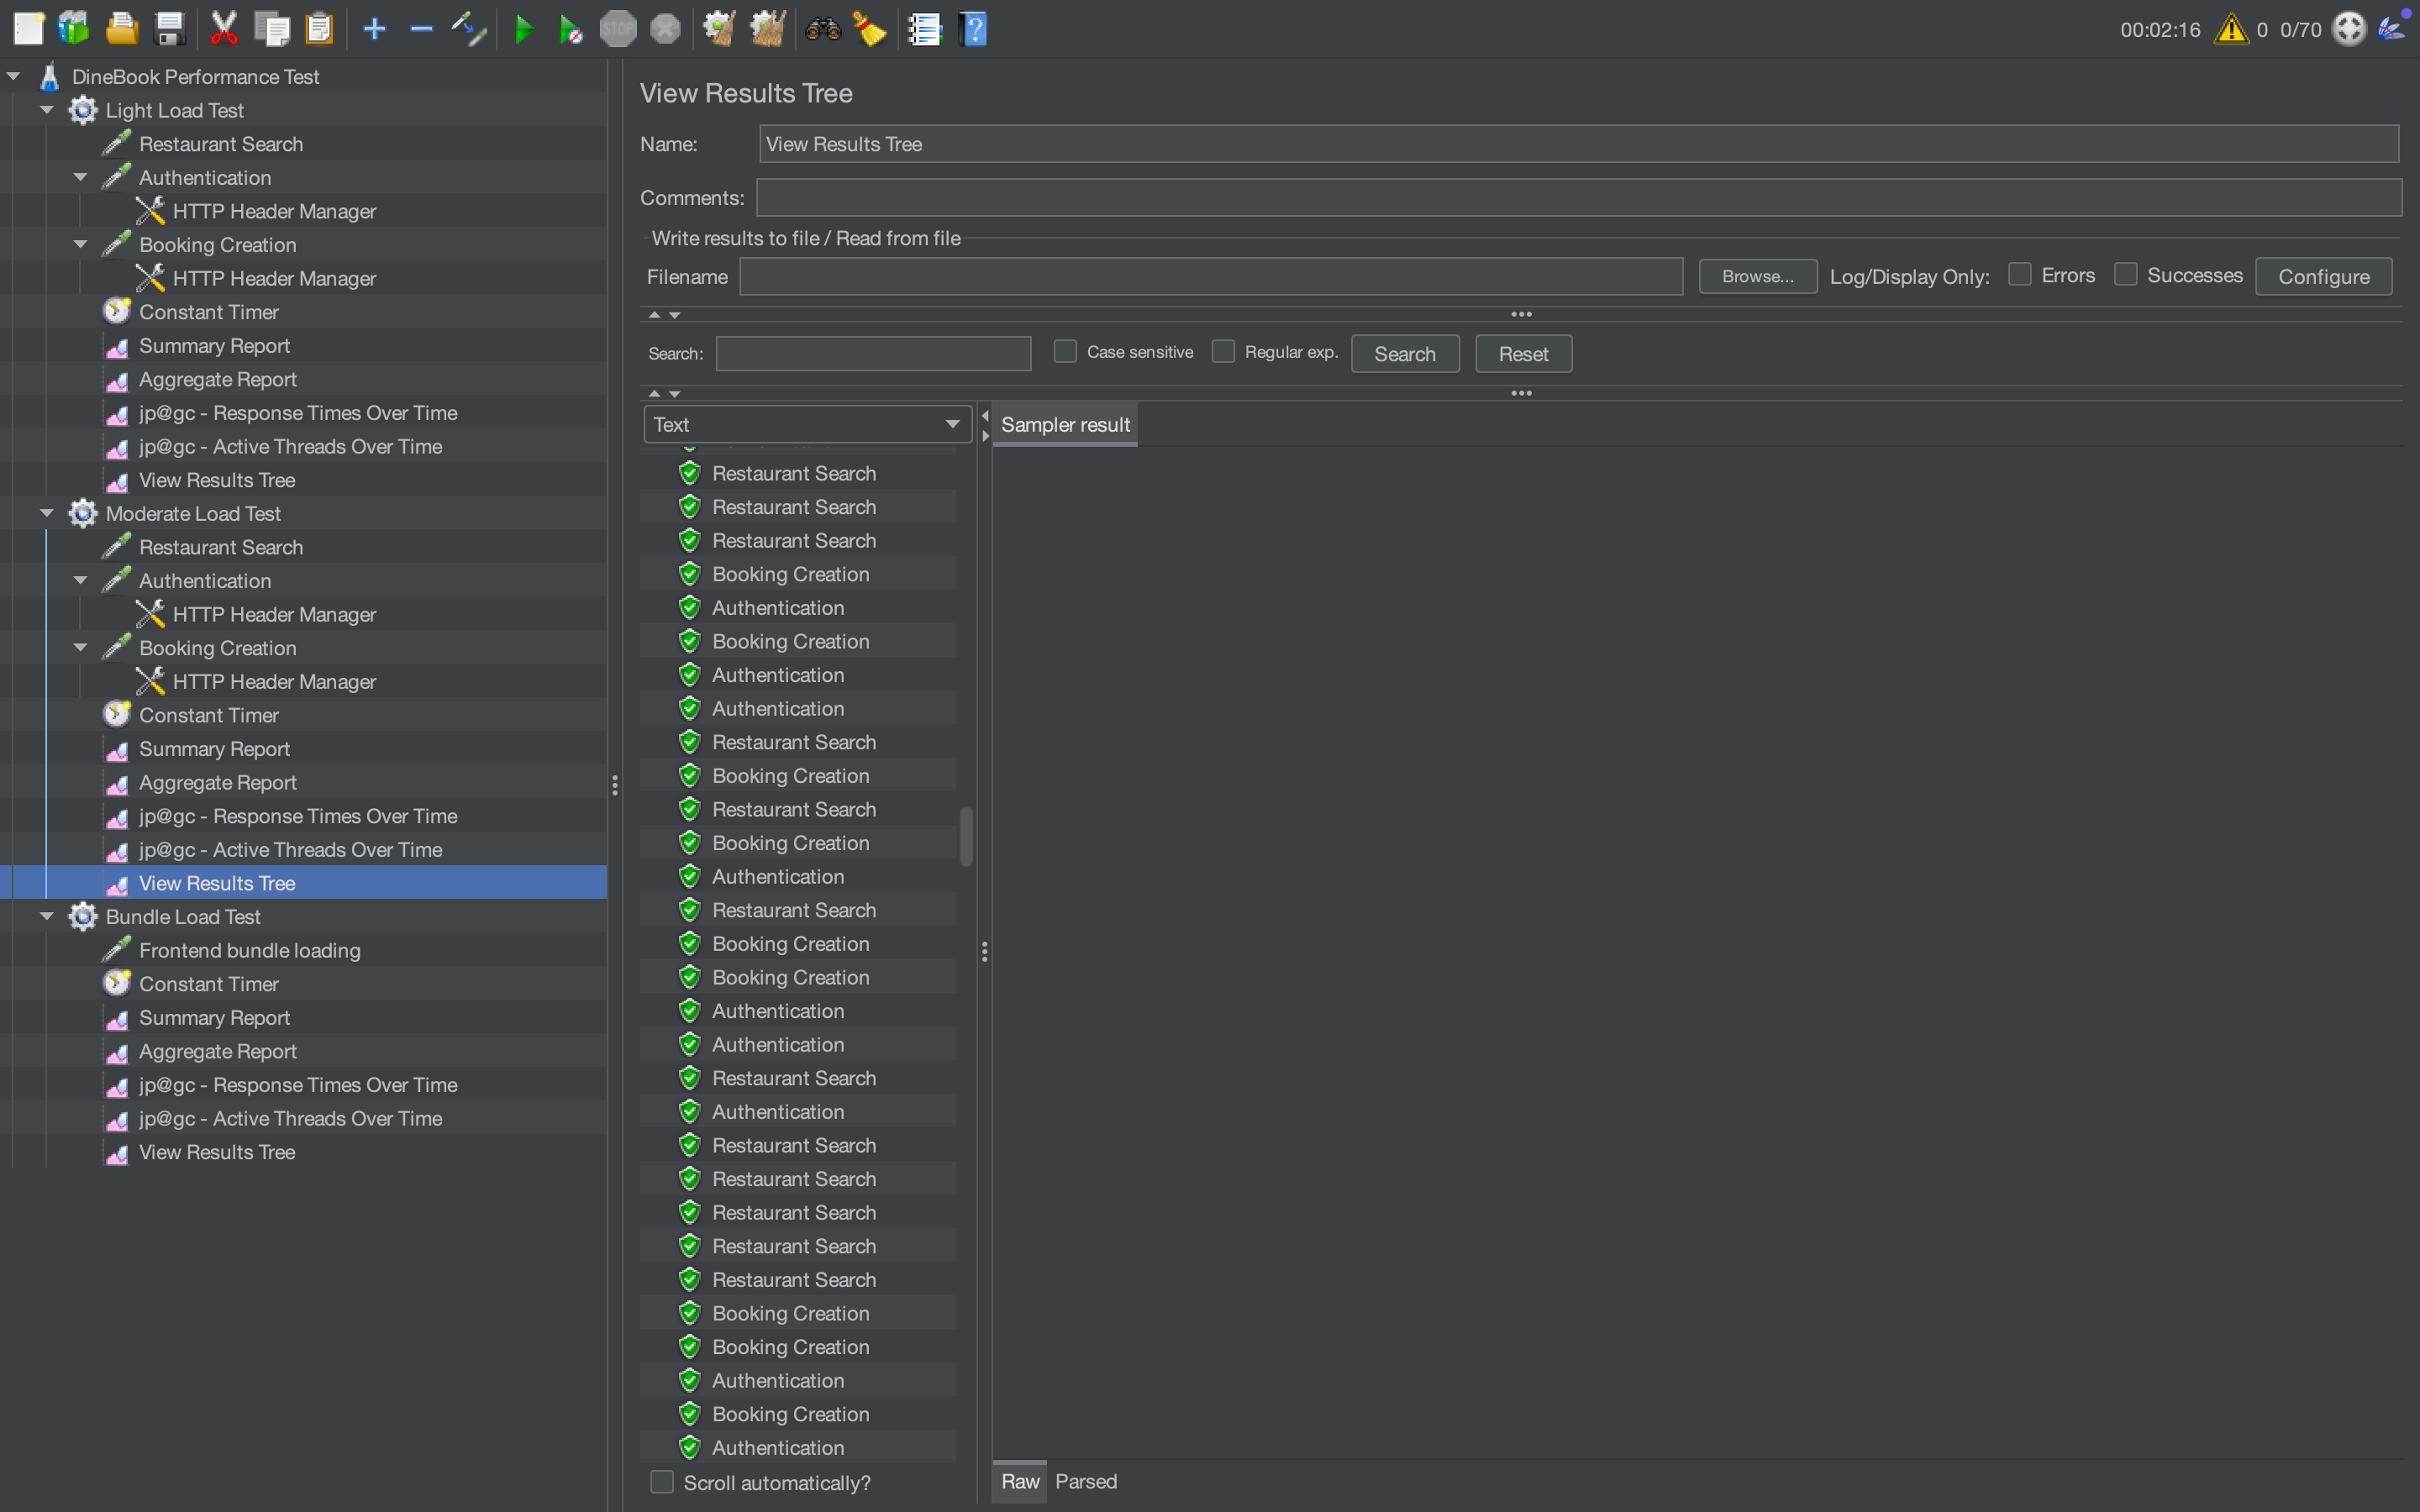 STOP
00:02:16 0 0/70
DineBook Performance Test
Light Load Test
Restaurant Search
Authentication
HTTP Header Manager
Booking Creation
HTTP Header Manager
Constant Timer
Summary Report
Aggregate Report
jp@gc - Response Times Over Time
jp@gc - Active Threads Over Time
View Results Tree
Moderate Load Test
Restaurant Search
Authentication
HTTP Header Manager
Booking Creation
HTTP Header Manager
Constant Timer
Summary Report
Aggregate Report
jp@gc - Response Times Over Time
jp@gc - Active Threads Over Time
View Results Tree
Bundle Load Test
Frontend bundle loading
Constant Timer
Summary Report
Aggregate Report
jp@gc - Response Times Over Time
jp@gc - Active Threads Over Time
View Results Tree
View Results Tree
Name: View Results Tree
Comments:
Write results to file / Read from file
Filename Browse... Log/Display Only: Errors Successes Configure
Search: Case sensitive Regular exp. Search Reset
Text
Restaurant Search
Restaurant Search
Restaurant Search
Booking Creation
Authentication
Booking Creation
Authentication
Authentication
Restaurant Search
Booking Creation
Restaurant Search
Booking Creation
Authentication
Restaurant Search
Booking Creation
Booking Creation
Authentication
Authentication
Restaurant Search
Authentication
Restaurant Search
Restaurant Search
Restaurant Search
Restaurant Search
Restaurant Search
Booking Creation
Booking Creation
Authentication
Booking Creation
Authentication
Scroll automatically?
Sampler result
Raw Parsed